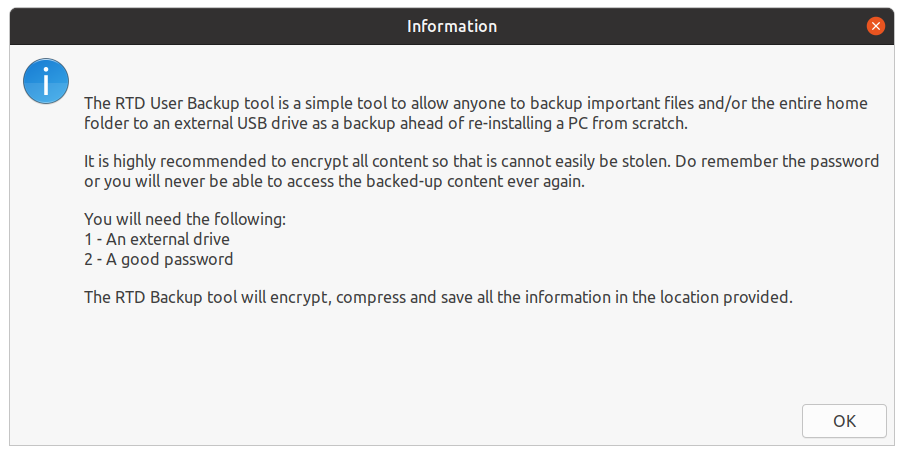 Information
The RTD User Backup tool is a simple tool to allow anyone to backup important files and/or the entire home
folder to an external USB drive as a backup ahead of re-installing a PC from scratch.
It is highly recommended to encrypt all content so that is cannot easily be stolen. Do remember the password
or you will never be able to access the backed-up content ever again.
You will need the following:
1 - An external drive
2 - A good password
The RTD Backup tool will encrypt, compress and save all the information in the location provided.
OK